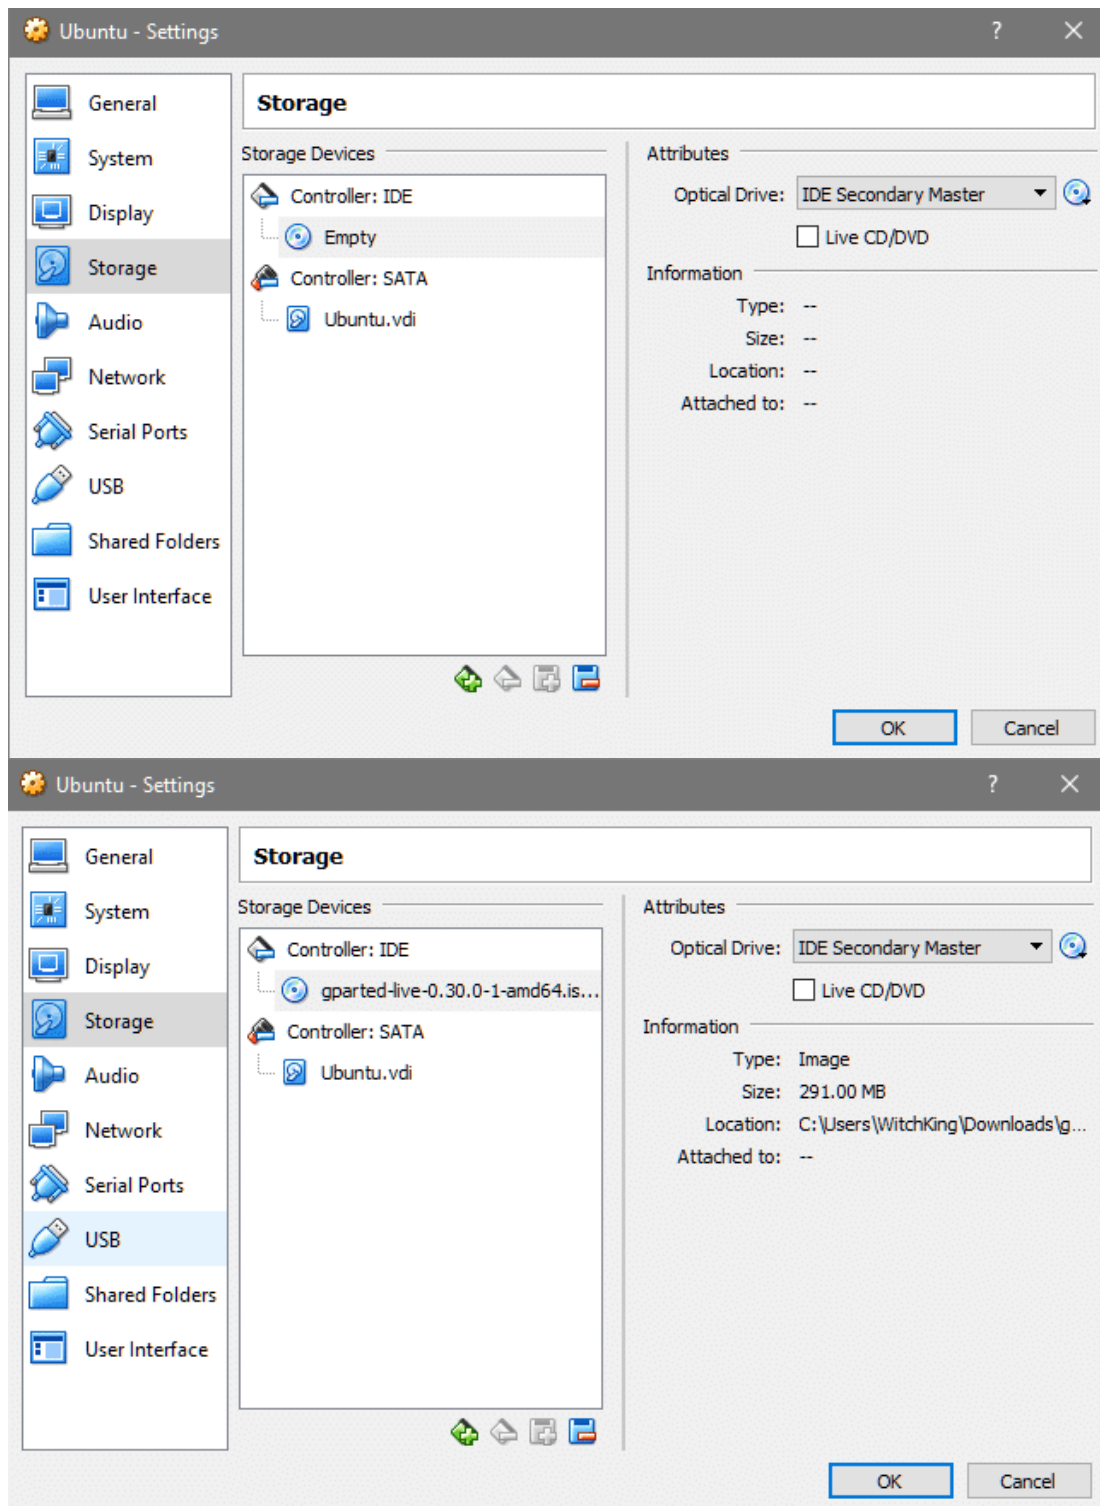 Ubuntu - Settings ? ×
General
System
Display
Storage
Audio
Network
Serial Ports
USB
Shared Folders
User Interface
Storage
Storage Devices
Controller: IDE
Empty
Controller: SATA
Ubuntu.vdi
Attributes
Optical Drive: IDE Secondary Master
Live CD/DVD
Information
Type: --
Size: --
Location: --
Attached to: --
OK Cancel
Ubuntu - Settings ? ×
General
System
Display
Storage
Audio
Network
Serial Ports
USB
Shared Folders
User Interface
Storage
Storage Devices
Controller: IDE
gparted-live-0.30.0-1-amd64.is...
Controller: SATA
Ubuntu.vdi
Attributes
Optical Drive: IDE Secondary Master
Live CD/DVD
Information
Type: Image
Size: 291.00 MB
Location: C:\Users\WitchKing\Downloads\g...
Attached to: --
OK Cancel